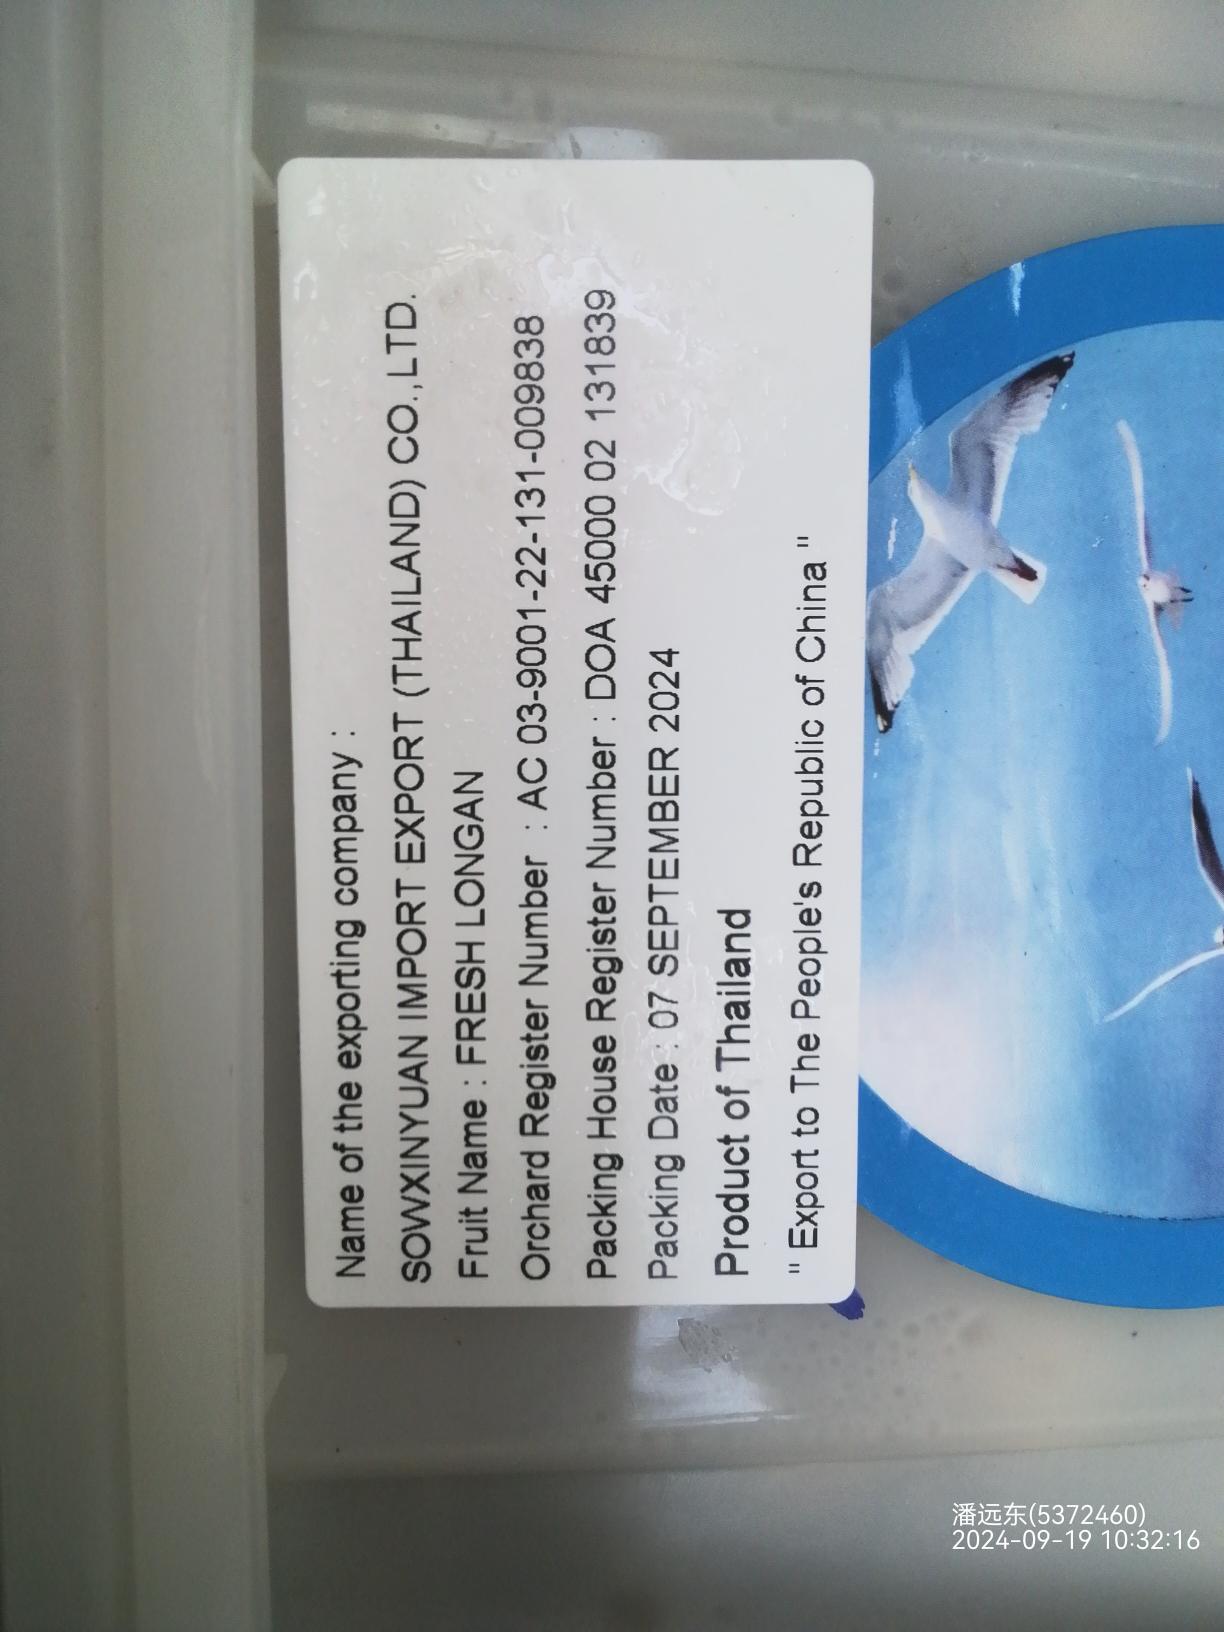 Name of the exporting company :
SOWXINYUAN IMPORT EXPORT (THAILAND) CO.,LTD.
Fruit Name : FRESH LONGAN
Orchard Register Number : AC 03-9001-22-131-009838
Packing House Register Number : DOA 45000 02 131839
Packing Date : 07 SEPTEMBER 2024
Product of Thailand
" Export to The People's Republic of China "
潘远东(5372460)
2024-09-19 10:32:16